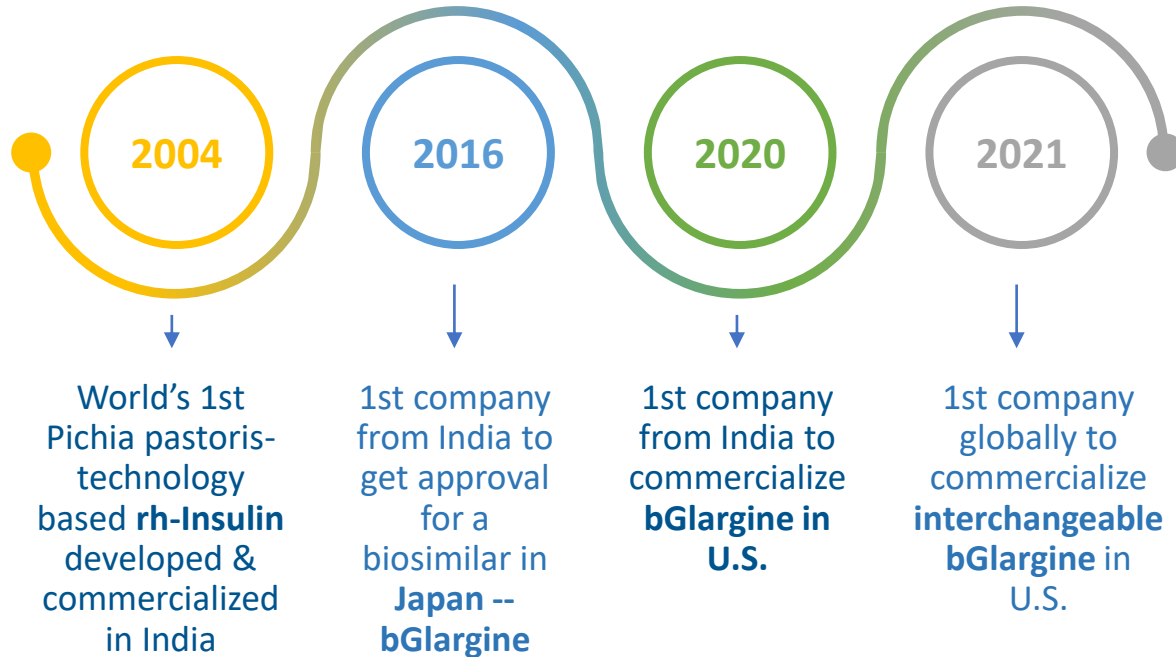 2004
2016
2020
2021
World’s 1st
Pichia pastoris-
technology
based rh-Insulin
developed &
commercialized
in India
1st company
from India to
get approval
for a
biosimilar in
Japan --
bGlargine
1st company
from India to
commercialize
bGlargine in
U.S.
1st company
globally to
commercialize
interchangeable
bGlargine in
U.S.